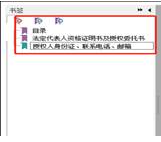 书签
目录
法定代表人资格证明书及授权委托书
授权人身份证、联系电话、邮箱